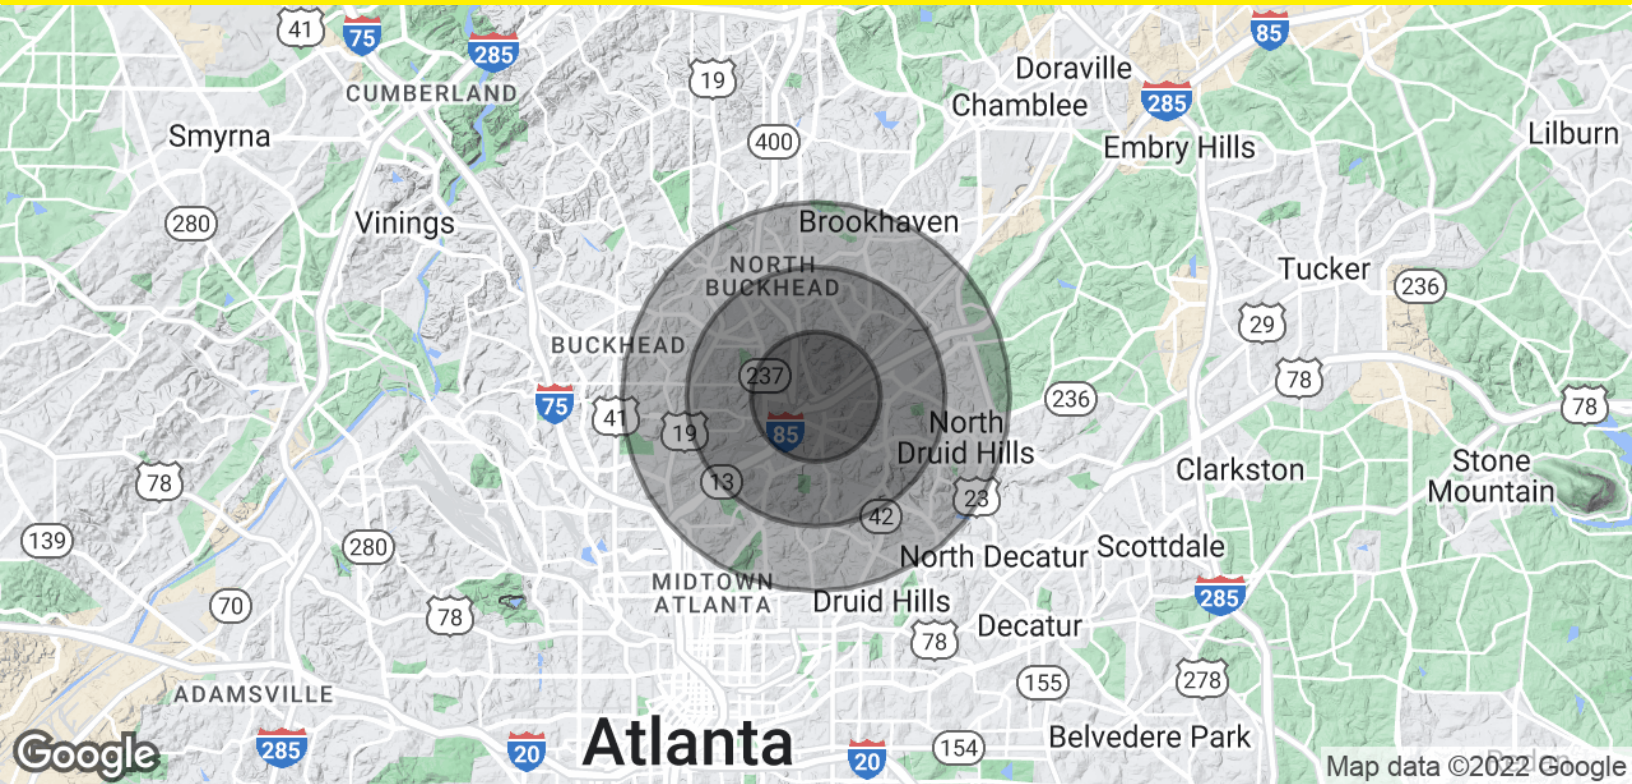 41
75
285
85
19
Doraville
CUMBERLAND
Chamblee
285
Smyrna
400
Embry Hills
Lilburn
280
Vinings
Brookhaven
NORTH
BUCKHEAD
Tucker
236
29
BUCKHEAD
237
78
75
41
19
85
236
78
North
Druid Hills
Clarkston
Stone
Mountain
78
13
23
42
139
280
North Decatur
Scottdale
MIDTOWN
ATLANTA
70
78
Druid Hills
285
Decatur
78
155
278
ADAMSVILLE
285
20
Atlanta
20
154
Belvedere Park
Google
Map data ©2022 Google